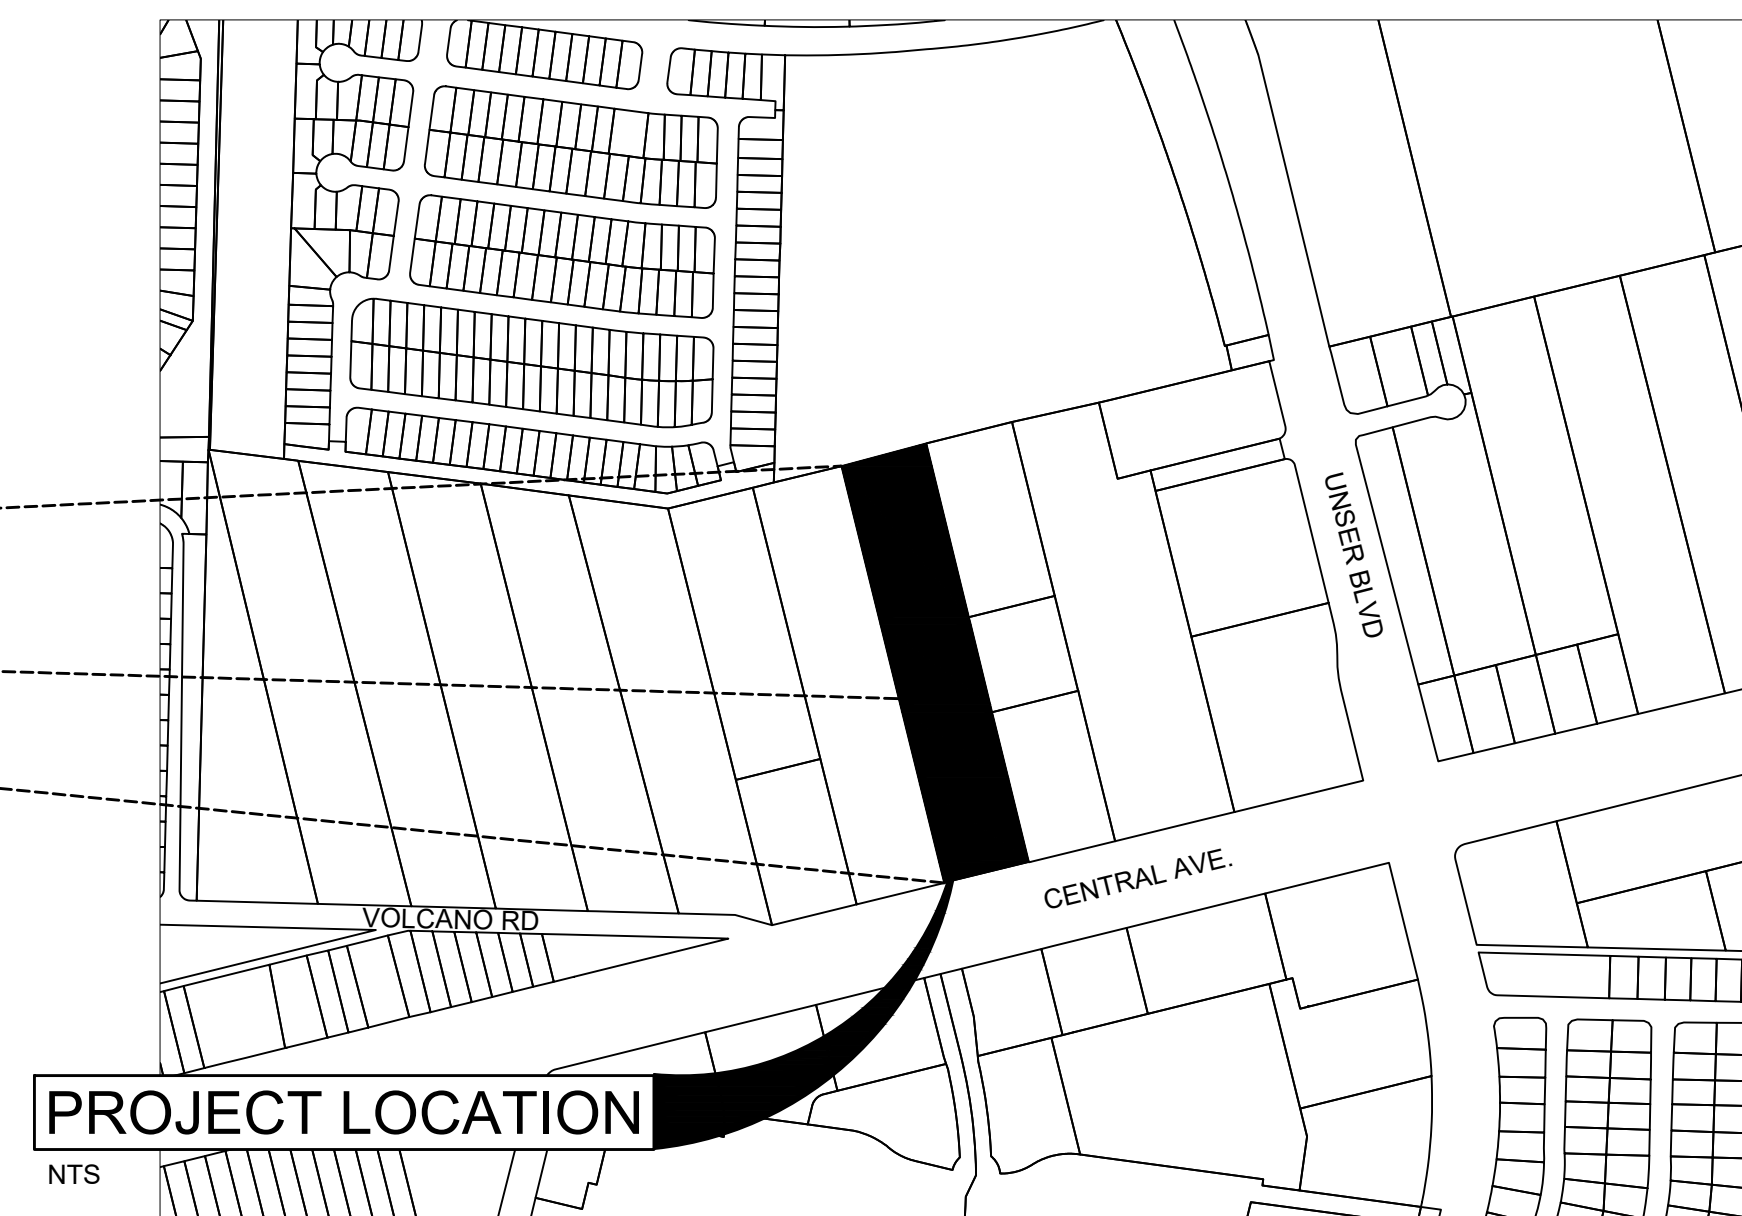 UNSER BLVD
CENTRAL AVE.
VOLCANO RD
PROJECT LOCATION
NTS